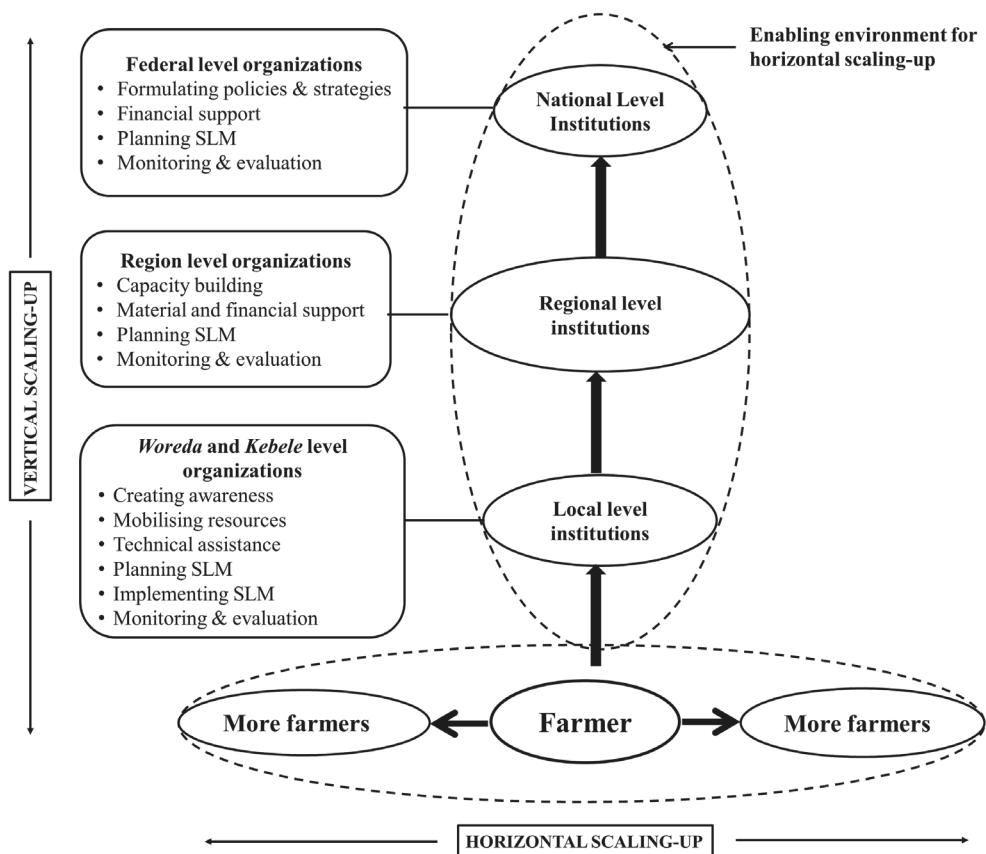 Enabling environment for
horizontal scaling-up
Federal level organizations
• Formulating policies & strategies
• Financial support
• Planning SLM
• Monitoring & evaluation
National Level
Institutions
Region level organizations
• Capacity building
• Material and financial support
• Planning SLM
• Monitoring & evaluation
Regional level
institutions
VERTICAL SCALING-UP
Woreda and Kebele level
organizations
• Creating awareness
• Mobilising resources
• Technical assistance
• Planning SLM
• Implementing SLM
• Monitoring & evaluation
Local level
institutions
More farmers
Farmer
More farmers
HORIZONTAL SCALING-UP